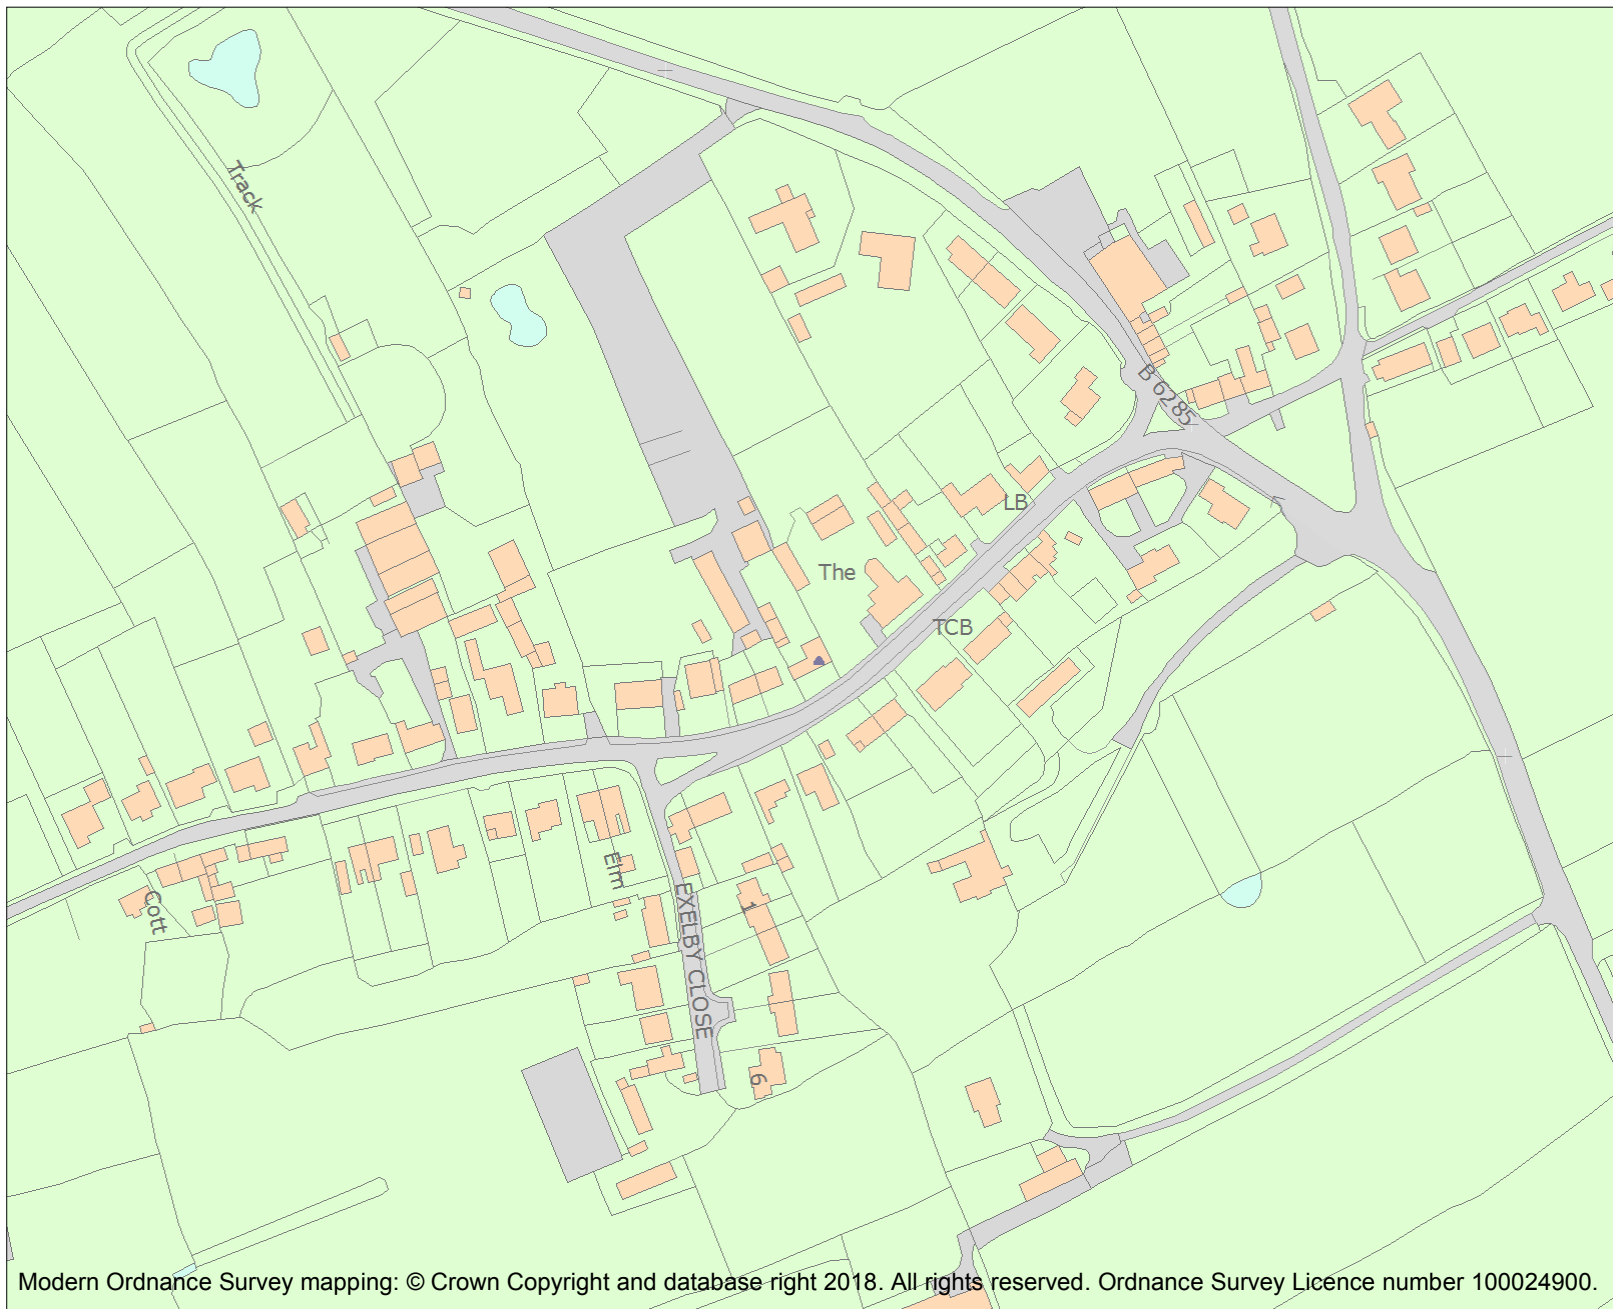 Track
B 6285
LB
The
TCB
Elm
EXELBY CLOSE
1
Cott
6
Modern Ordnance Survey mapping: © Crown Copyright and database right 2018. All rights reserved. Ordnance Survey Licence number 100024900.